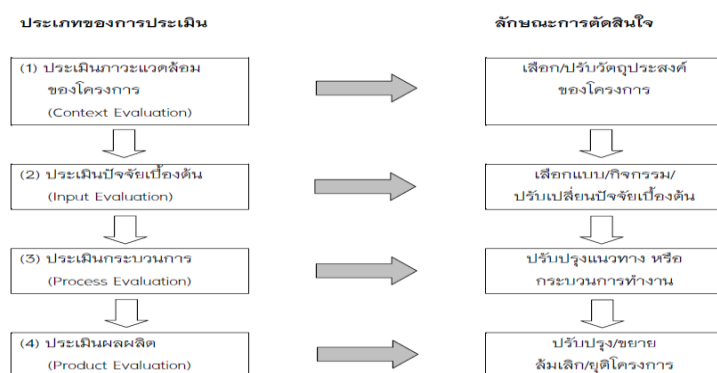 ประเภทของการประเมิน
ลักษณะการตัดสินใจ
(1) ประเมินภาวะแวดล้อม
ของโครงการ
(Context Evaluation)
เลือก/ปรับวัตถุประสงค์
ของโครงการ
(2) ประเมินปัจจัยเบื้องต้น
(Input Evaluation)
เลือกแบบ/กิจกรรม/
ปรับเปลี่ยนปัจจัยเบื้องต้น
(3) ประเมินกระบวนการ
(Process Evaluation)
ปรับปรุงแนวทาง หรือ
กระบวนการทำงาน
(4) ประเมินผลผลิต
(Product Evaluation)
ปรับปรุง/ขยาย
ล้มเลิก/ยุติโครงการ